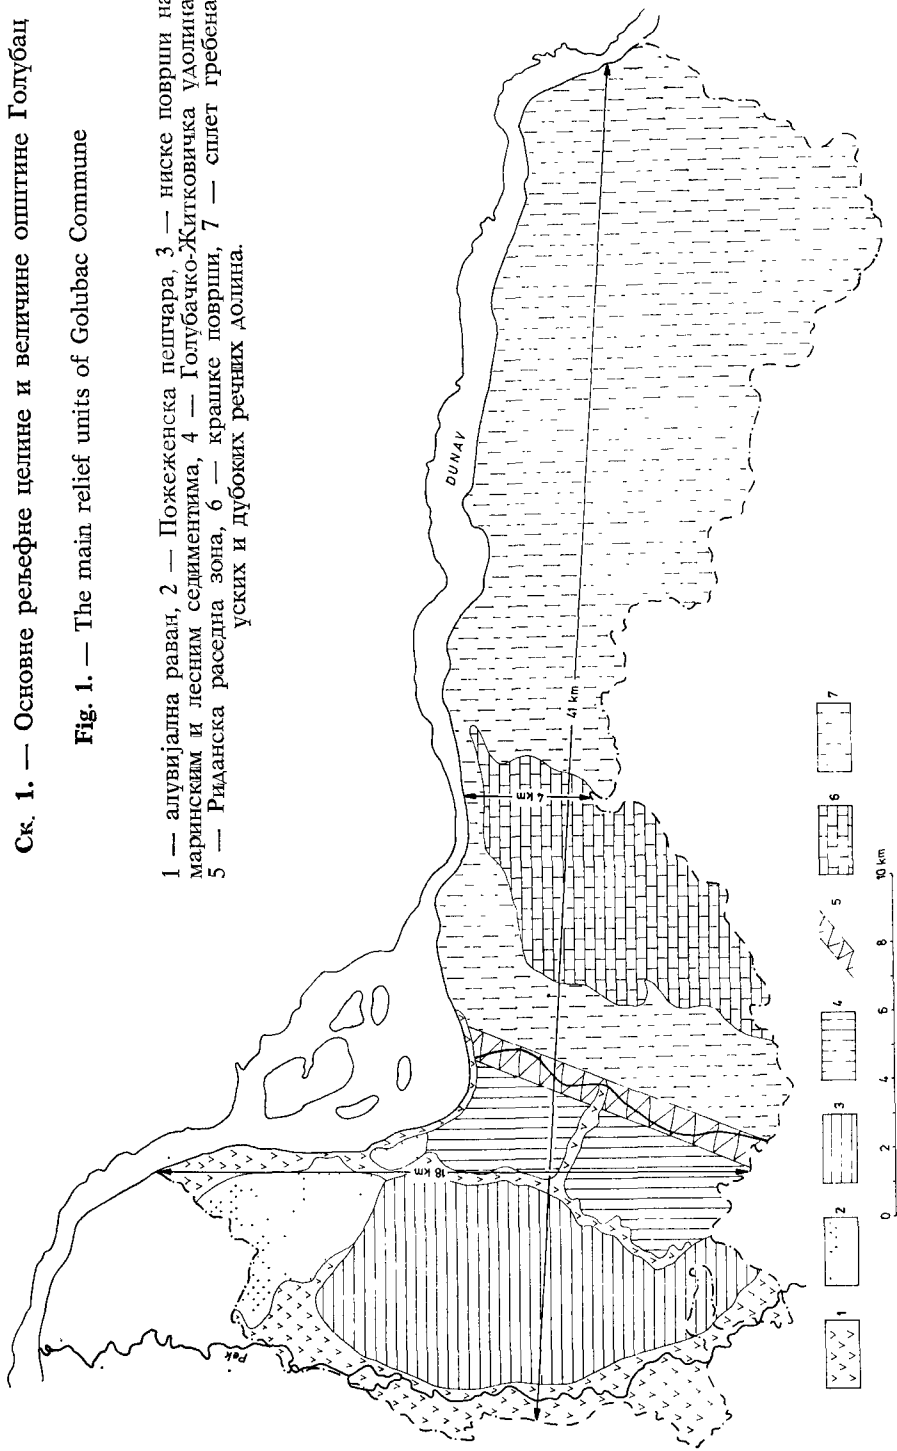 Ск. 1. — Основне рељефне целине и величине општине Голубац
Fig. 1. — The main relief units of Golubac Commune
1 — алувијална раван, 2 — Пожеженска пешчара, 3 — ниске површи на
маринским и лесним седиментима, 4 — Голубачко-Житковичка удолина
5 — Риданска раседна зона, 6 — крашке површи, 7 — сплет гребена
уских и дубоких речних долина.
DUNAV
Pek
18 km
4 km
41 km
1
2
3
4
5
6
7
0 2 4 6 8 10 km